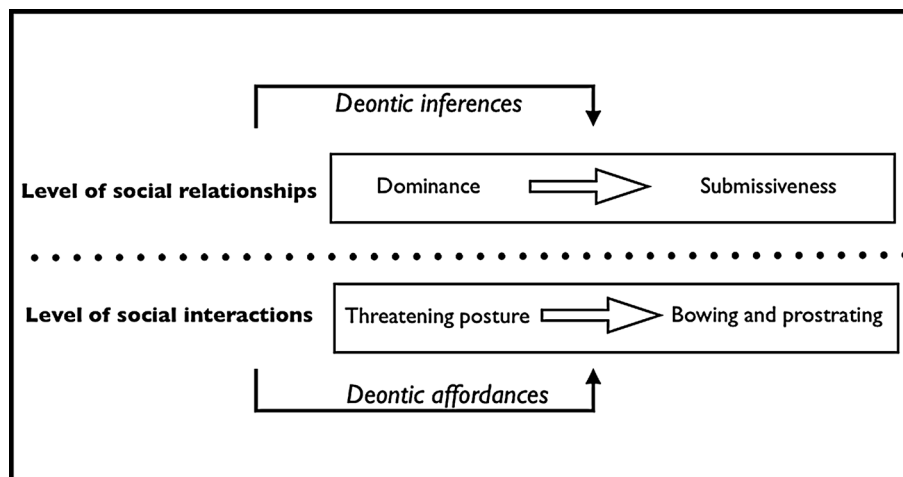 Deontic inferences
Level of social relationships
Dominance
Submissiveness
Level of social interactions
Threatening posture
Bowing and prostrating
Deontic affordances